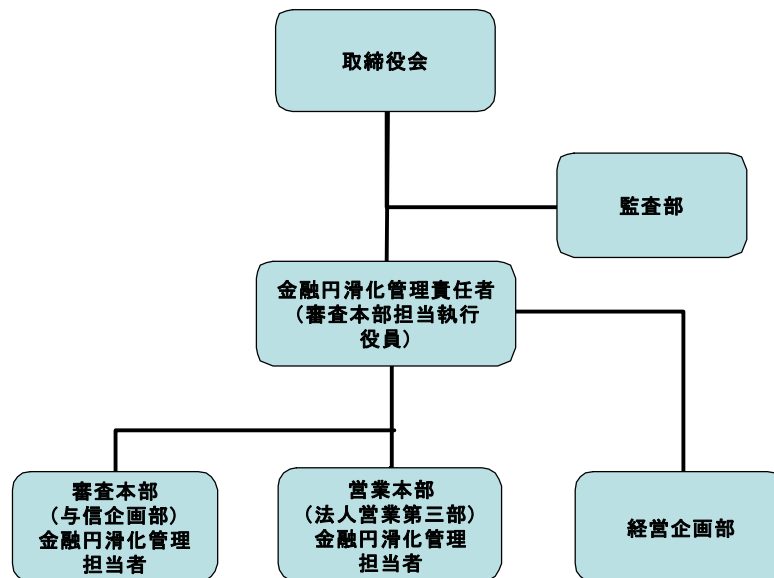 取締役会
監査部
金融円滑化管理責任者
（審査本部担当執行
役員）
審査本部
（与信企画部）
金融円滑化管理
担当者
営業本部
（法人営業第三部）
金融円滑化管理
担当者
経営企画部